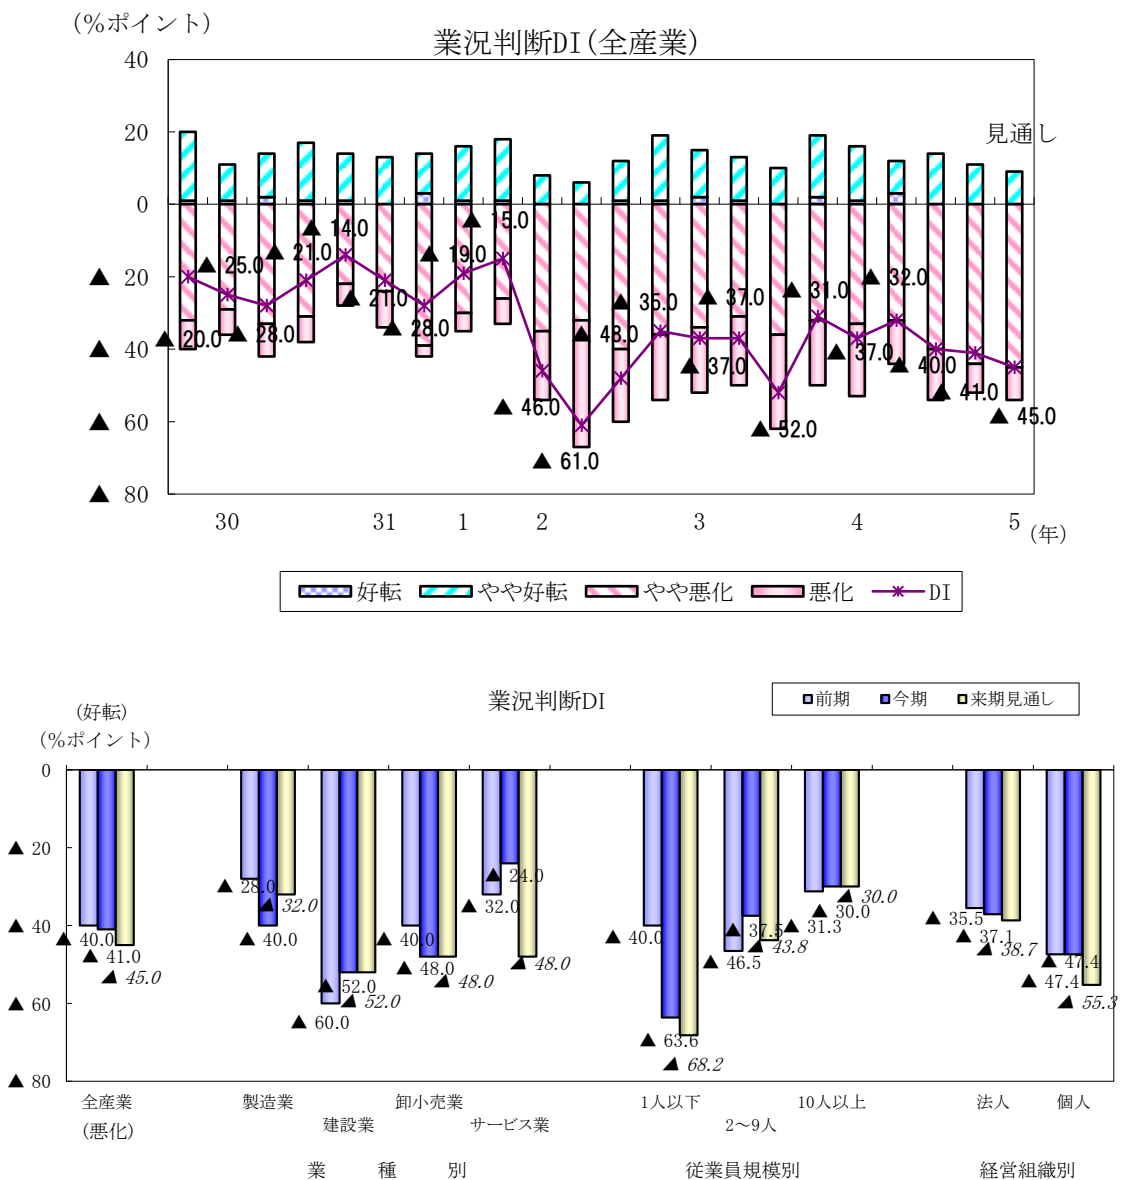 (%ポイント)
業況判断DI(全産業)
40
20
見通し
0
▲ 14.0 ▲ 15.0
▲ 25.0 ▲ 21.0 ▲ 19.0
▲ 20 ▲ 21.0 ▲ 35.0 ▲ 37.0 ▲ 31.0 ▲ 32.0
▲ 20.0 ▲ 28.0 ▲ 28.0 ▲ 48.0
▲ 40 ▲ 37.0 ▲ 37.0 ▲ 40.0
▲ 46.0 ▲ 41.0
▲ 60 ▲ 52.0 ▲ 45.0
▲ 61.0
▲ 80
30 31 1 2 3 4 5 (年)
好転 やや好転 やや悪化 悪化 DI
業況判断DI
前期 今期 来期見通し
(好転)
(%ポイント)
0
▲ 20
▲ 28.0 ▲ 32.0 ▲ 32.0 ▲ 24.0 ▲ 30.0
▲ 40 ▲ 40.0 ▲ 41.0 ▲ 45.0 ▲ 40.0 ▲ 40.0 ▲ 48.0 ▲ 48.0 ▲ 48.0 ▲ 40.0 ▲ 46.5 ▲ 37.5 ▲ 43.8 ▲ 31.3 ▲ 30.0 ▲ 35.5 ▲ 37.1 ▲ 38.7
▲ 52.0 ▲ 52.0 ▲ 47.4 ▲ 47.4 ▲ 55.3
▲ 60 ▲ 60.0 ▲ 63.6 ▲ 68.2
▲ 80
全産業 製造業 卸小売業 1人以下 10人以上 法人 個人
(悪化) 建設業 サービス業 2~9人
業 種 別 従業員規模別 経営組織別